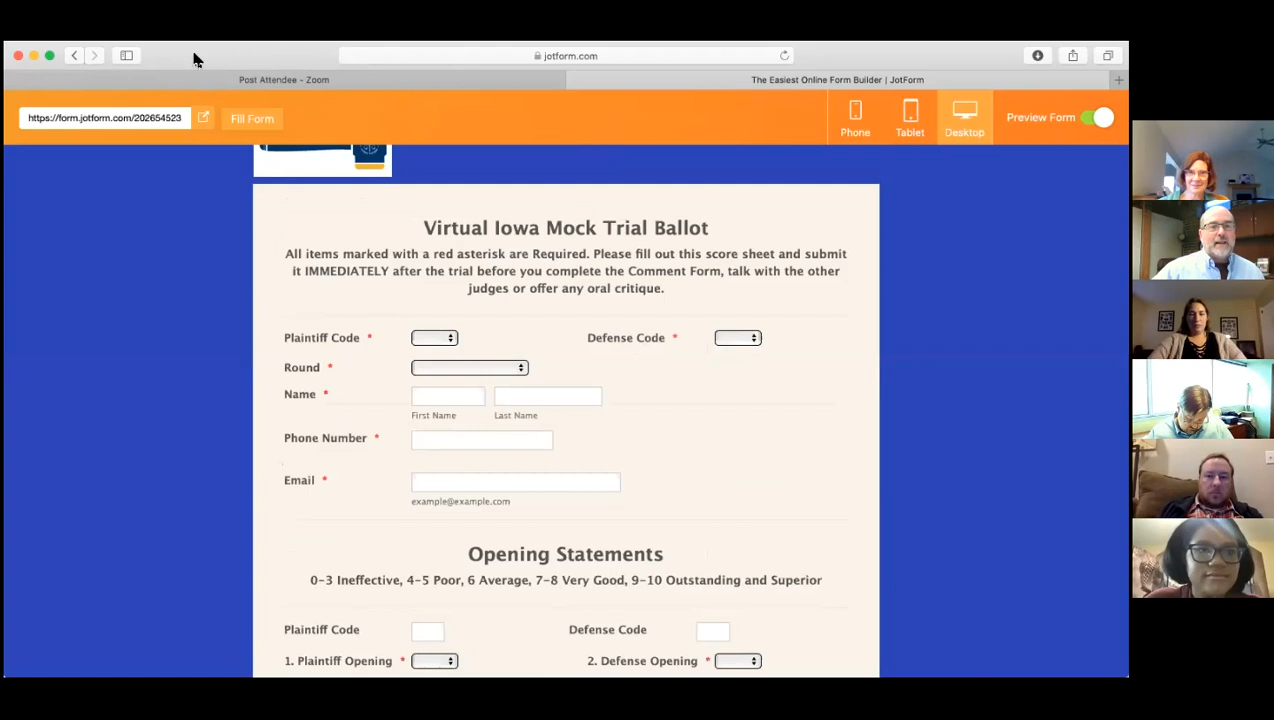 jotform.com
Post Attendee - Zoom
The Easiest Online Form Builder | JotForm
https://form.jotform.com/202654523
Fill Form
Phone
Tablet
Desktop
Preview Form
Virtual Iowa Mock Trial Ballot
All items marked with a red asterisk are Required. Please fill out this score sheet and submit
it IMMEDIATELY after the trial before you complete the Comment Form, talk with the other
judges or offer any oral critique.
Plaintiff Code *
Defense Code *
Round *
Name *
First Name
Last Name
Phone Number *
Email *
example@example.com
Opening Statements
0-3 Ineffective, 4-5 Poor, 6 Average, 7-8 Very Good, 9-10 Outstanding and Superior
Plaintiff Code
Defense Code
1. Plaintiff Opening *
2. Defense Opening *